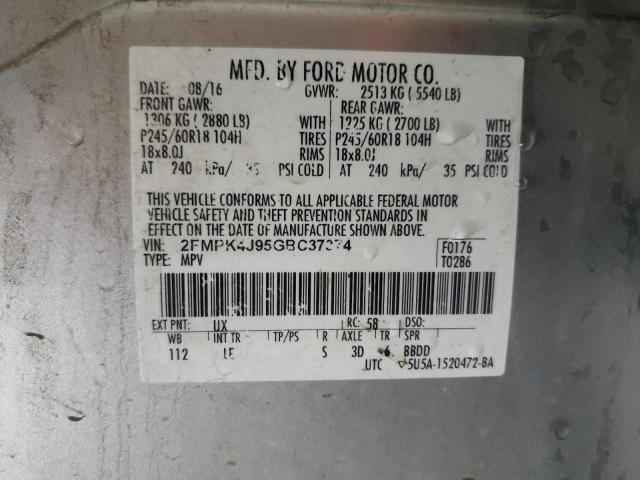 MFD. BY FORD MOTOR CO.
DATE: 08/16 GVWR: 2513 KG ( 5540 LB)
FRONT GAWR: REAR GAWR:
1306 KG ( 2880 LB) WITH 1225 KG ( 2700 LB) WITH
P245/60R18 104H TIRES P245/60R18 104H TIRES
18x8.0J RIMS 18x8.0J RIMS
AT 240 kPa/ 35 PSI COLD AT 240 kPa/ 35 PSI COLD
THIS VEHICLE CONFORMS TO ALL APPLICABLE FEDERAL MOTOR
VEHICLE SAFETY AND THEFT PREVENTION STANDARDS IN
EFFECT ON THE DATE OF MANUFACTURE SHOWN ABOVE.
VIN: 2FMPK4J95GBC37374 F0176
TYPE: MPV T0286
EXT PNT: UX RC: 58 DSO:
WB INT TR TP/PS R AXLE TR SPR
112 S 3D 6 BBDD
UTC 5U5A-1520472-BA